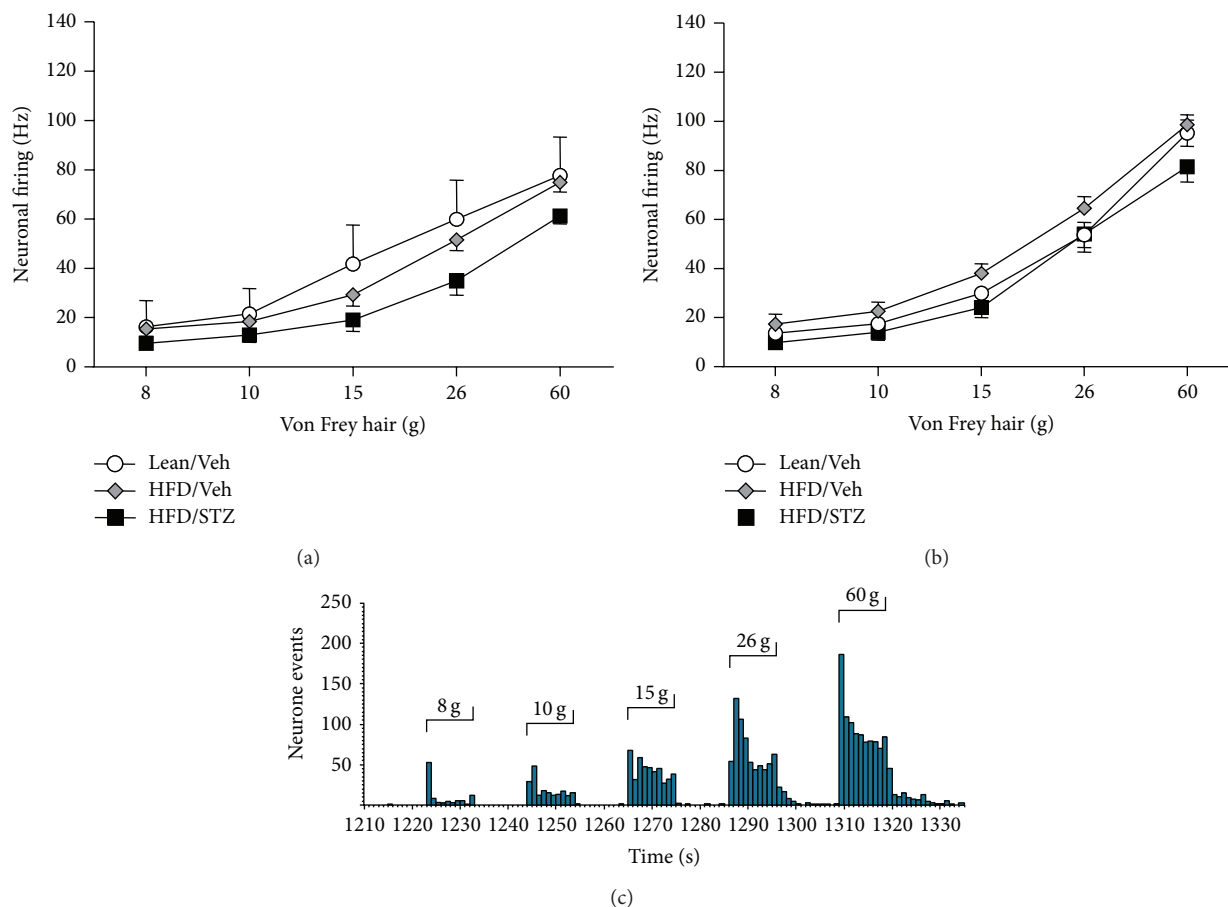 140
120
100
80
60
40
20
0
Neuronal firing (Hz)
8 10 15 26 60
Von Frey hair (g)
Lean/Veh
HFD/Veh
HFD/STZ
(a)
140
120
100
80
60
40
20
0
Neuronal firing (Hz)
8 10 15 26 60
Von Frey hair (g)
Lean/Veh
HFD/Veh
HFD/STZ
(b)
250
200
150
100
50
Neurone events
8 g
10 g
15 g
26 g
60 g
1210 1220 1230 1240 1250 1260 1270 1280 1290 1300 1310 1320 1330
Time (s)
(c)